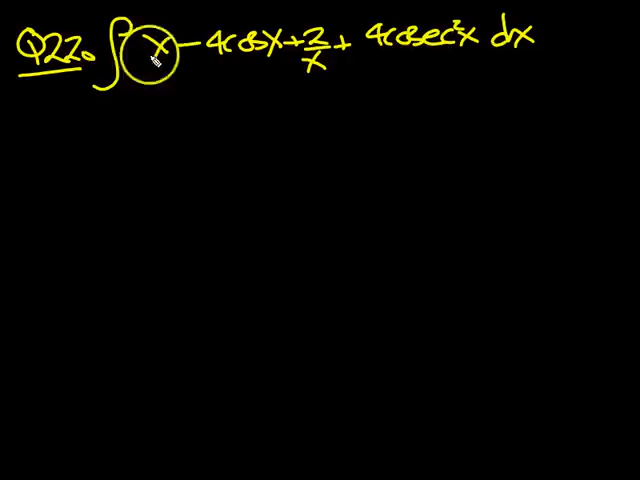 Q22. ∫ x - 4cosx + 2/x + 4cosec²x dx